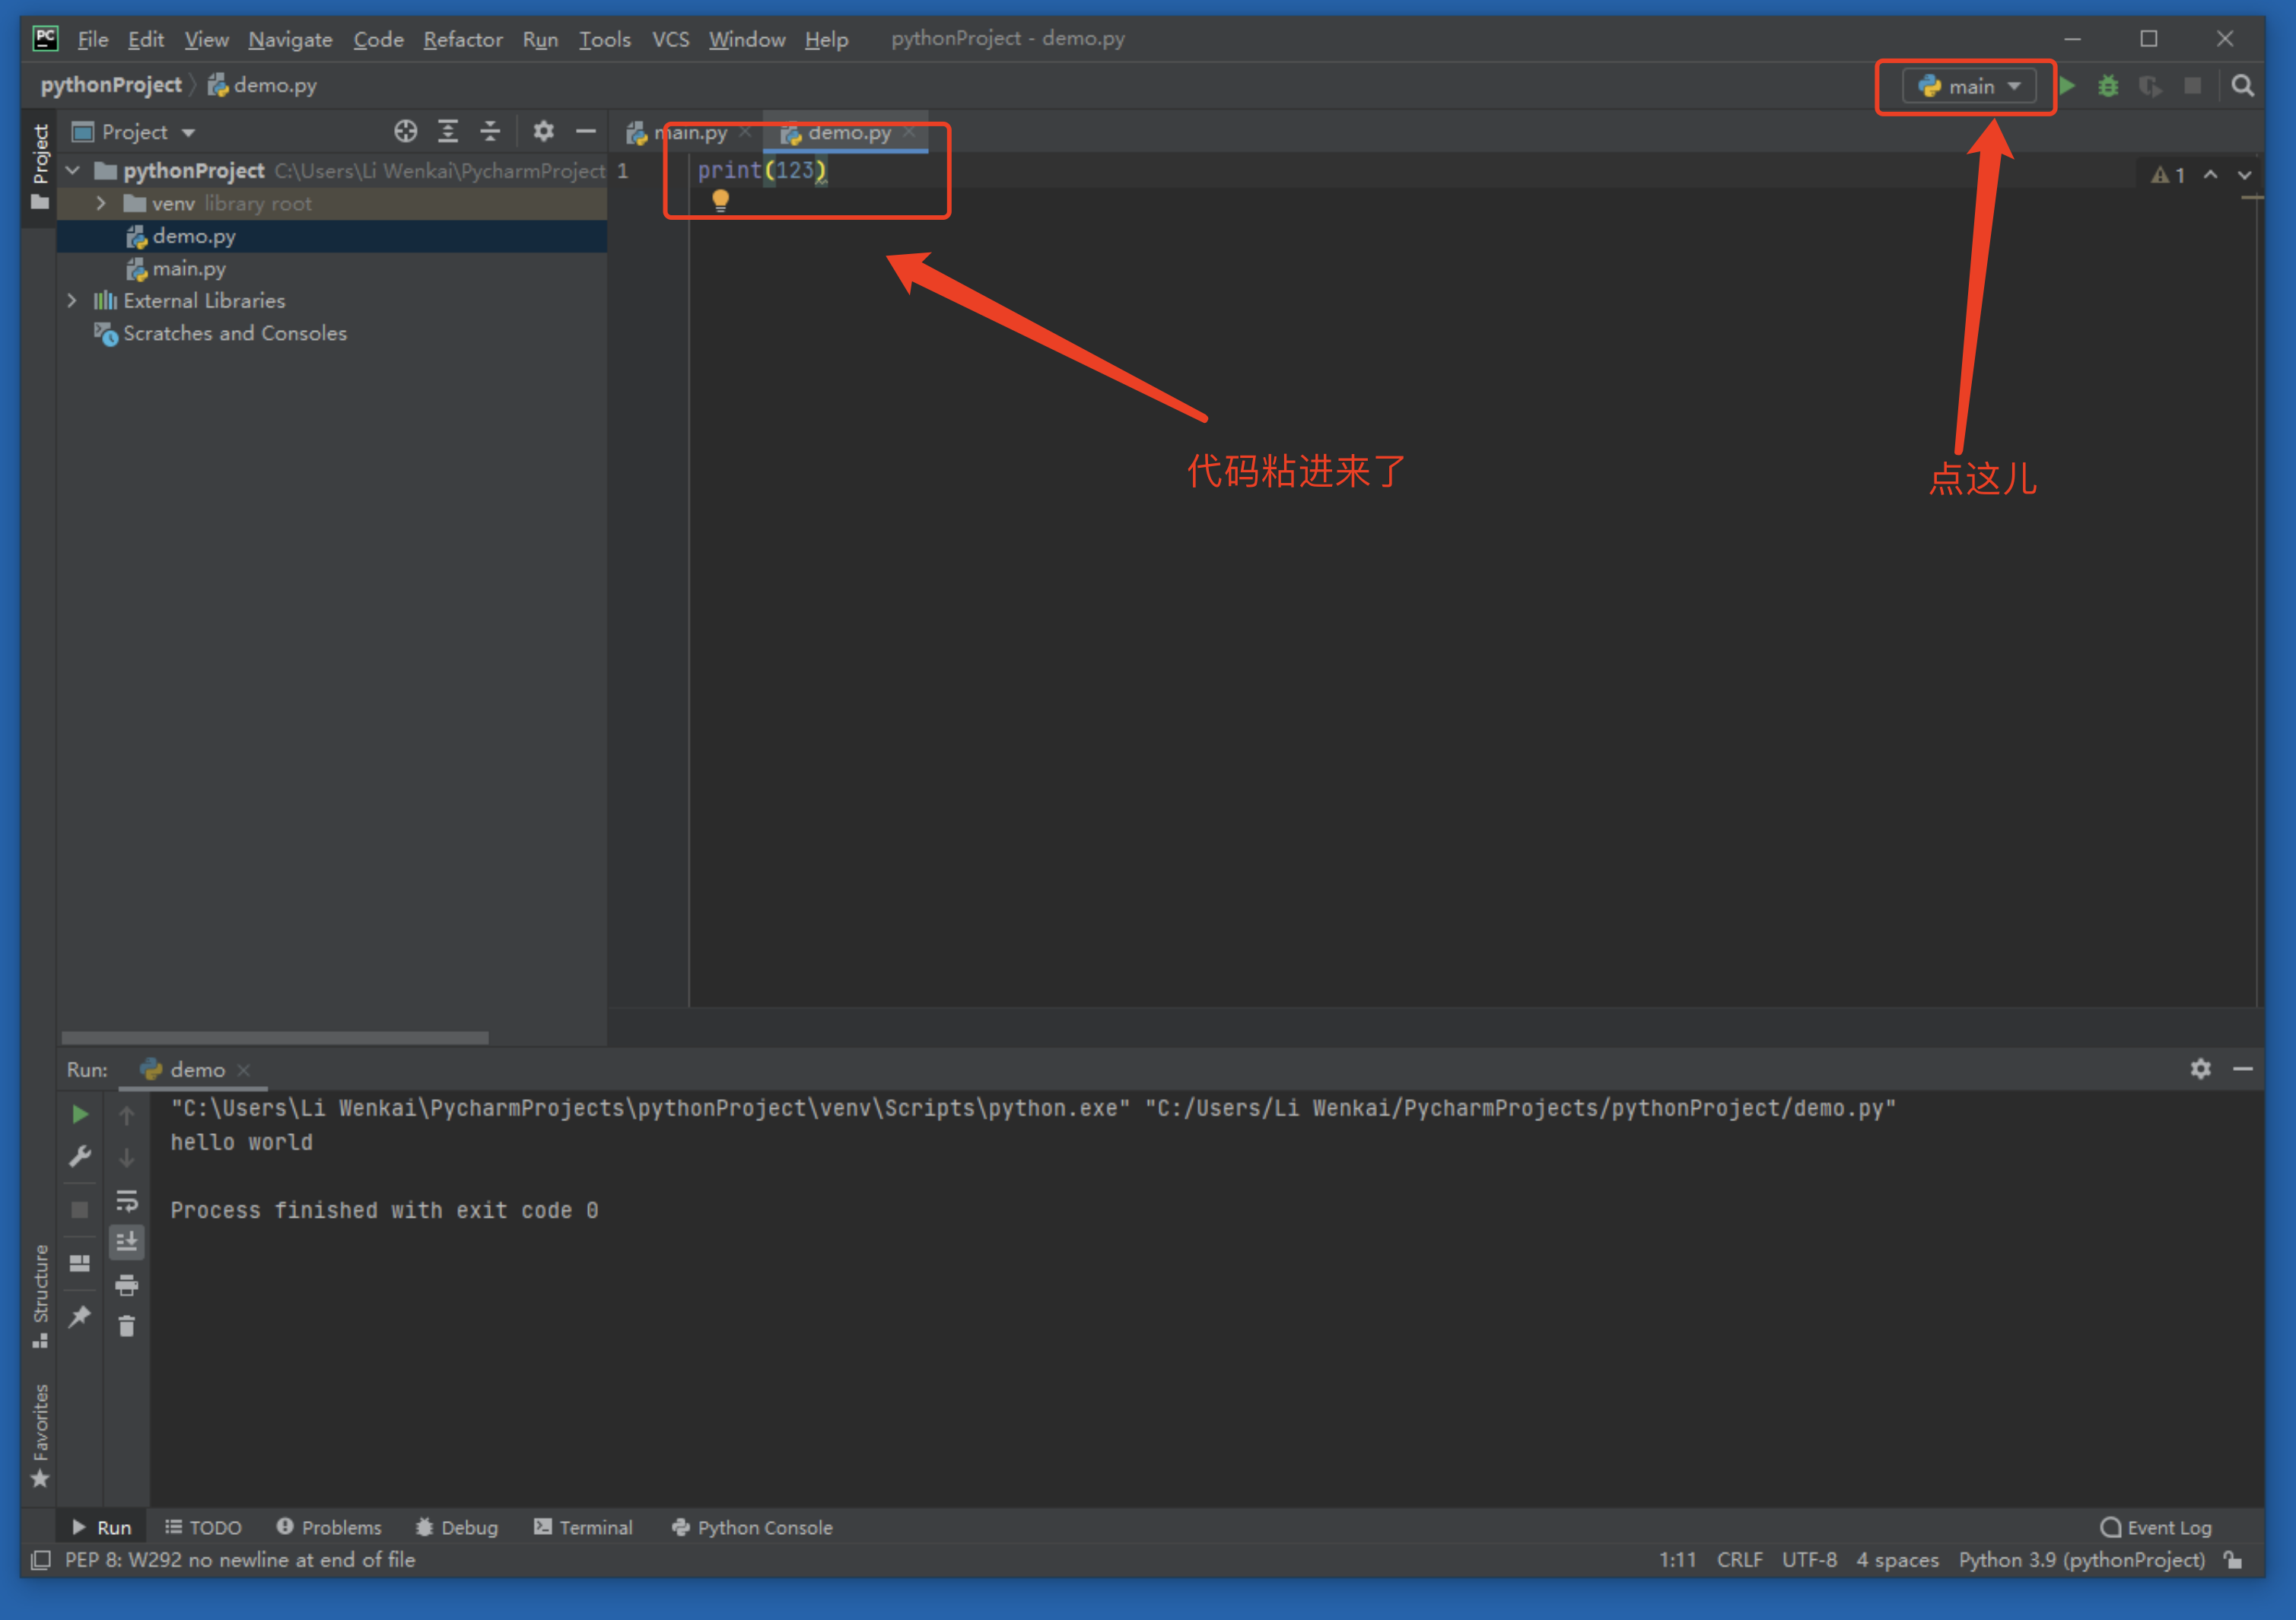 PC File Edit View Navigate Code Refactor Run Tools VCS Window Help pythonProject - demo.py
pythonProject demo.py main
Project
Project
main.py demo.py
pythonProject C:\Users\Li Wenkai\PycharmProject
venv library root
demo.py
main.py
External Libraries
Scratches and Consoles
1 print(123)
1
代码粘进来了
点这儿
Run: demo
"C:\Users\Li Wenkai\PycharmProjects\pythonProject\venv\Scripts\python.exe" "C:/Users/Li Wenkai/PycharmProjects/pythonProject/demo.py"
hello world
Process finished with exit code 0
Structure
Favorites
Run TODO Problems Debug Terminal Python Console Event Log
PEP 8: W292 no newline at end of file 1:11 CRLF UTF-8 4 spaces Python 3.9 (pythonProject)